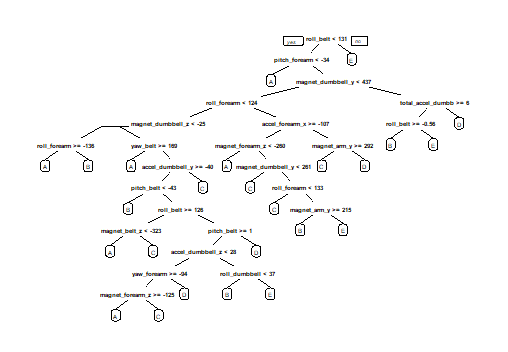 yes roll_belt < 131 no
pitch_forearm < -34 E
A magnet_dumbbell_y < 437
roll_forearm < 124 total_accel_dumbb >= 6
magnet_dumbbell_z < -25 accel_forearm_x >= -107 roll_belt >= -0.56 D
roll_forearm >= -136 yaw_belt >= 169 magnet_forearm_z < -260 magnet_arm_y >= 292 B E
A B A accel_dumbbell_y >= -40 A magnet_dumbbell_y < 261 C D
pitch_belt < -43 C C roll_forearm < 133
B roll_belt >= 126 C magnet_arm_y >= 215
magnet_belt_z < -323 pitch_belt >= 1 B E
A C accel_dumbbell_z < 28 D
yaw_forearm >= -94 roll_dumbbell < 37
magnet_forearm_z >= -125 D B E
A C